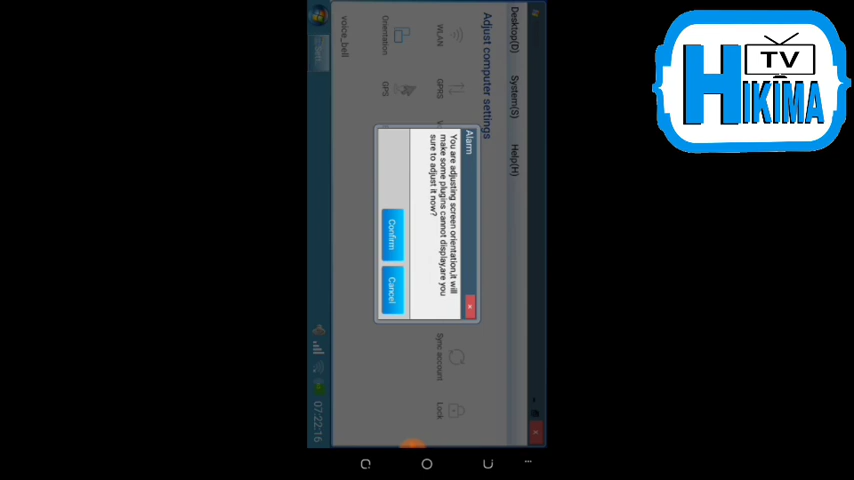 TV
HIKIMA
Desktop(D) System(S) Help(H)
Adjust computer settings
WLAN GPRS
Sync account Lock
Orientation GPS
voice_bell
Alarm
x
You are adjusting screen orientation,it will
make some plugins cannot display,are you
sure to adjust it now?
Confirm Cancel
07:22:16